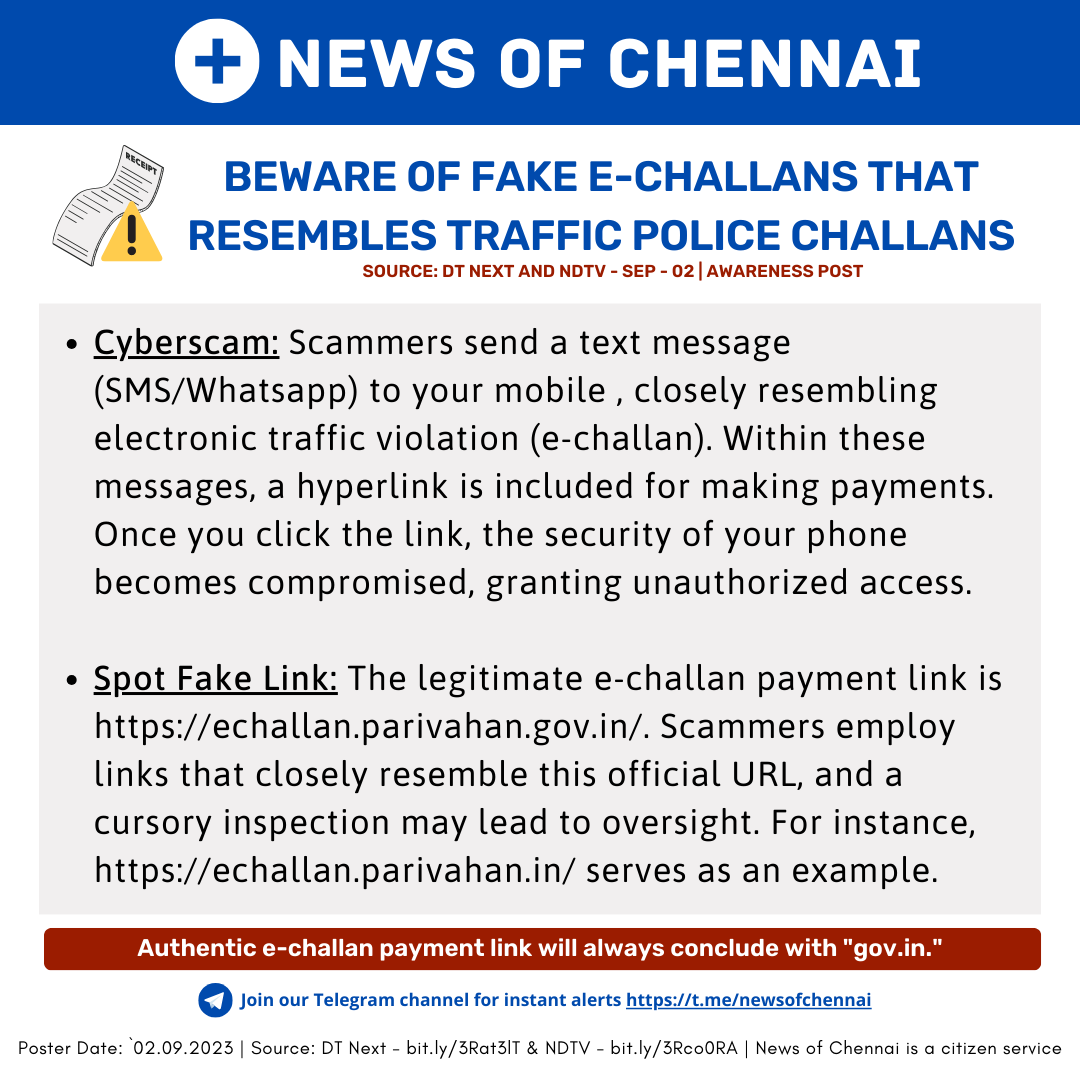 NEWS OF CHENNAI
RECEIPT
BEWARE OF FAKE E-CHALLANS THAT
RESEMBLES TRAFFIC POLICE CHALLANS
SOURCE: DT NEXT AND NDTV - SEP - 02 | AWARENESS POST
• Cyberscam: Scammers send a text message
(SMS/Whatsapp) to your mobile , closely resembling
electronic traffic violation (e-challan). Within these
messages, a hyperlink is included for making payments.
Once you click the link, the security of your phone
becomes compromised, granting unauthorized access.
• Spot Fake Link: The legitimate e-challan payment link is
https://echallan.parivahan.gov.in/. Scammers employ
links that closely resemble this official URL, and a
cursory inspection may lead to oversight. For instance,
https://echallan.parivahan.in/ serves as an example.
Authentic e-challan payment link will always conclude with "gov.in."
Join our Telegram channel for instant alerts https://t.me/newsofchennai
Poster Date: `02.09.2023 | Source: DT Next - bit.ly/3Rat3lT & NDTV - bit.ly/3Rco0RA | News of Chennai is a citizen service